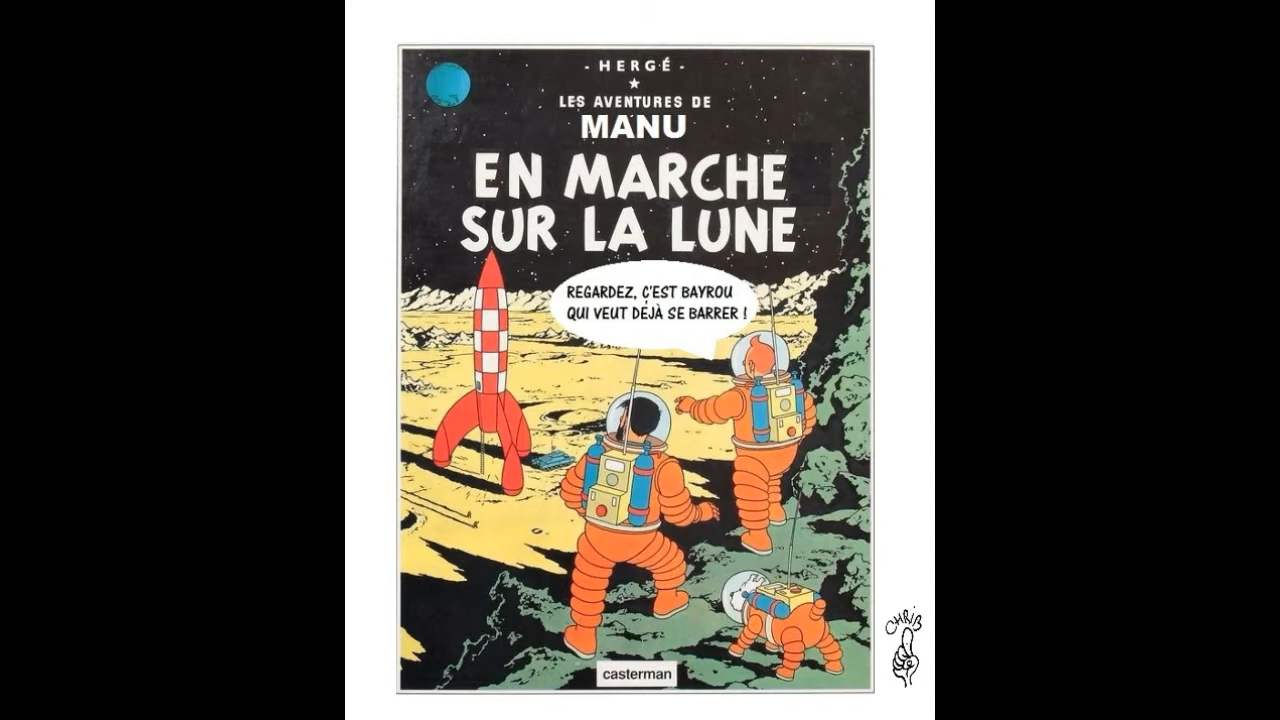 - HERGÉ -
LES AVENTURES DE
MANU
EN MARCHE
SUR LA LUNE
REGARDEZ, C'EST BAYROU
QUI VEUT DÉJÀ SE BARRER !
CHRIB
casterman